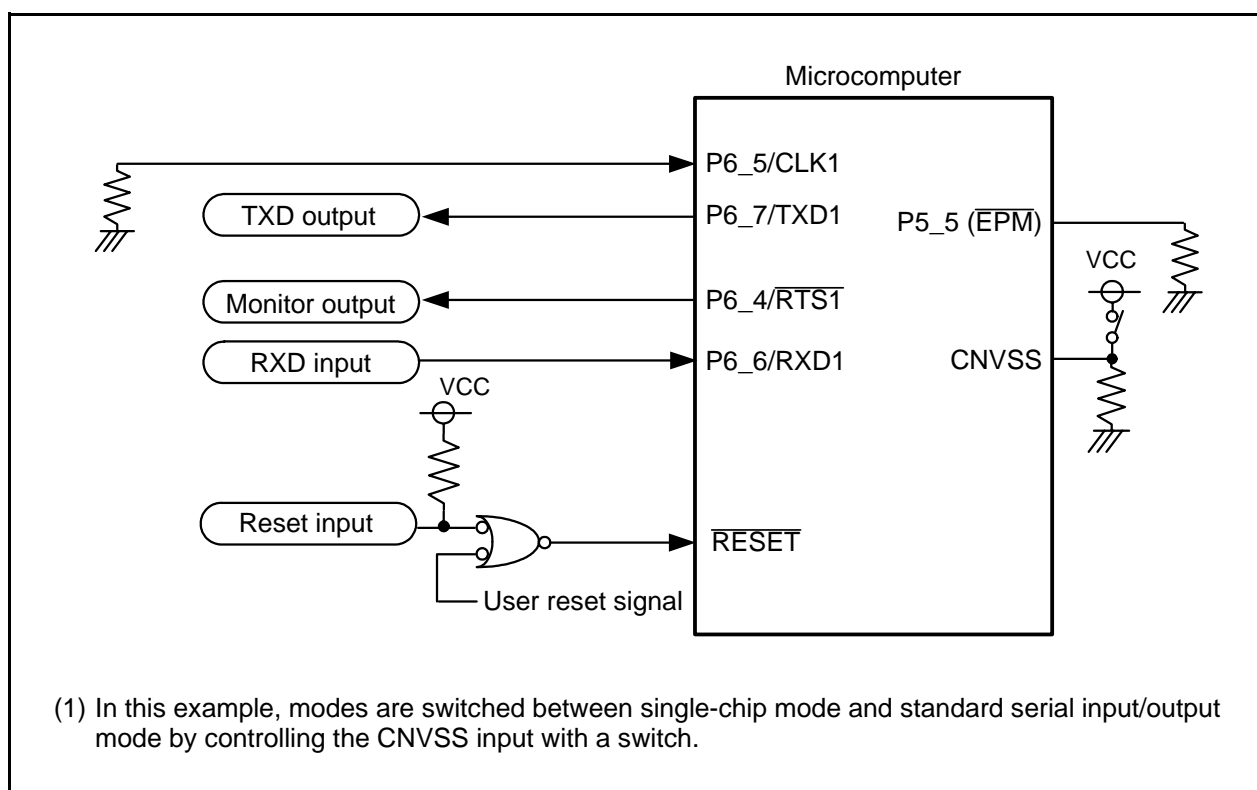 Microcomputer
P6_5/CLK1
TXD output
P6_7/TXD1
P5_5 (EPM)
VCC
Monitor output
P6_4/RTS1
RXD input
P6_6/RXD1
CNVSS
VCC
Reset input
RESET
User reset signal
(1) In this example, modes are switched between single-chip mode and standard serial input/output
mode by controlling the CNVSS input with a switch.